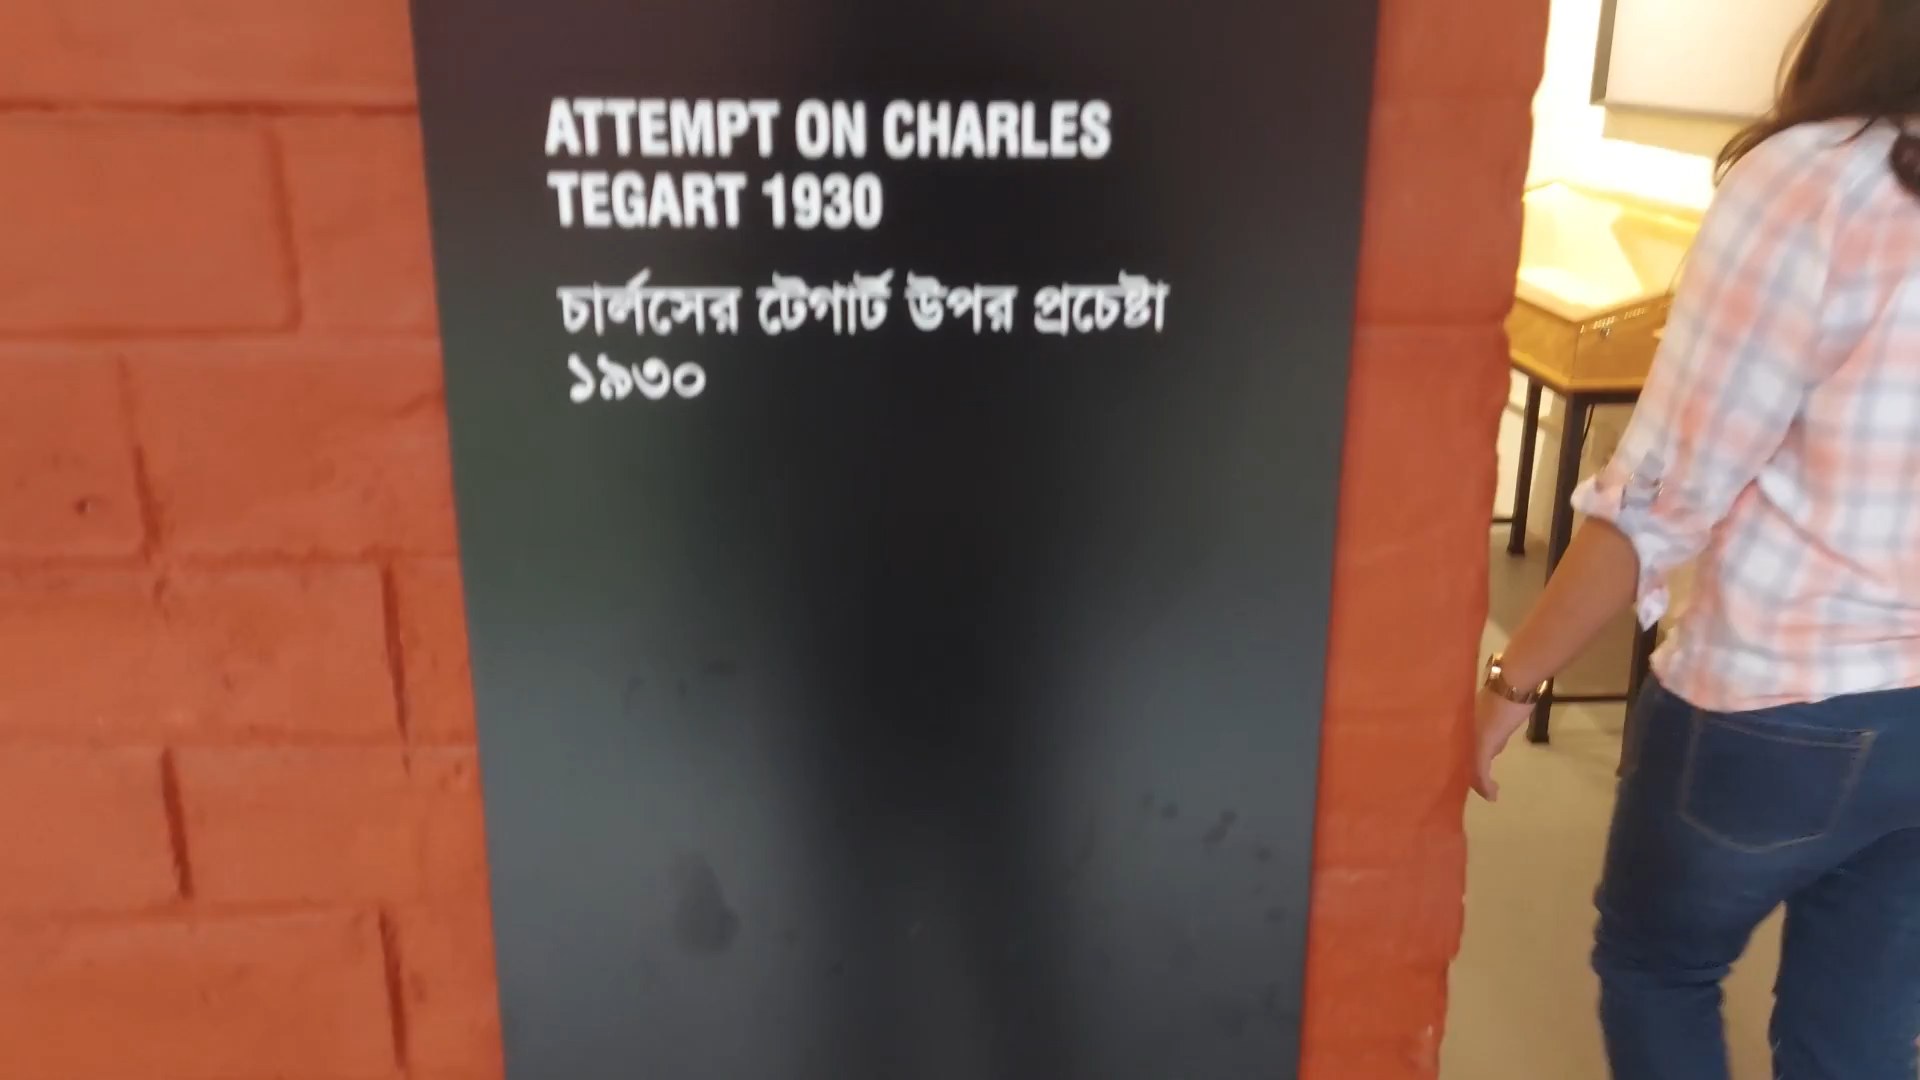 ATTEMPT ON CHARLES
TEGART 1930
চার্লসের টেগার্ট উপর প্রচেষ্টা
১৯৩০